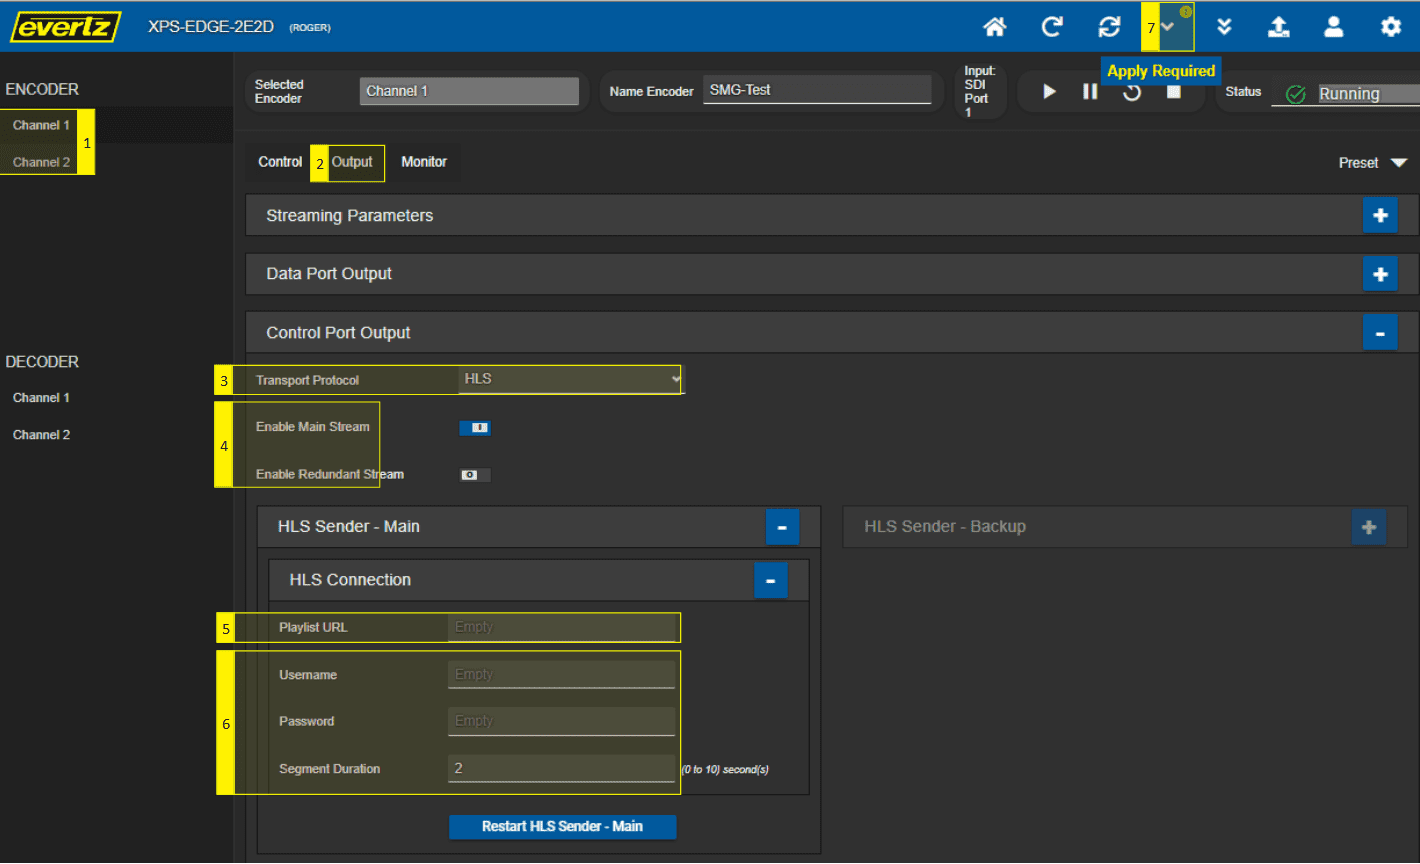 evertz XPS-EDGE-2E2D (ROGER) 7
Apply Required
ENCODER
Channel 1
Channel 2
1
DECODER
Channel 1
Channel 2
Selected
Encoder
Channel 1
Name Encoder SMG-Test
Input:
SDI
Port
1
Status Running
Control 2 Output Monitor Preset
Streaming Parameters +
Data Port Output +
Control Port Output -
3 Transport Protocol HLS
4
Enable Main Stream
Enable Redundant Stream
HLS Sender - Main -
HLS Sender - Backup +
HLS Connection -
5 Playlist URL Empty
6
Username Empty
Password Empty
Segment Duration 2 (0 to 10) second(s)
Restart HLS Sender - Main